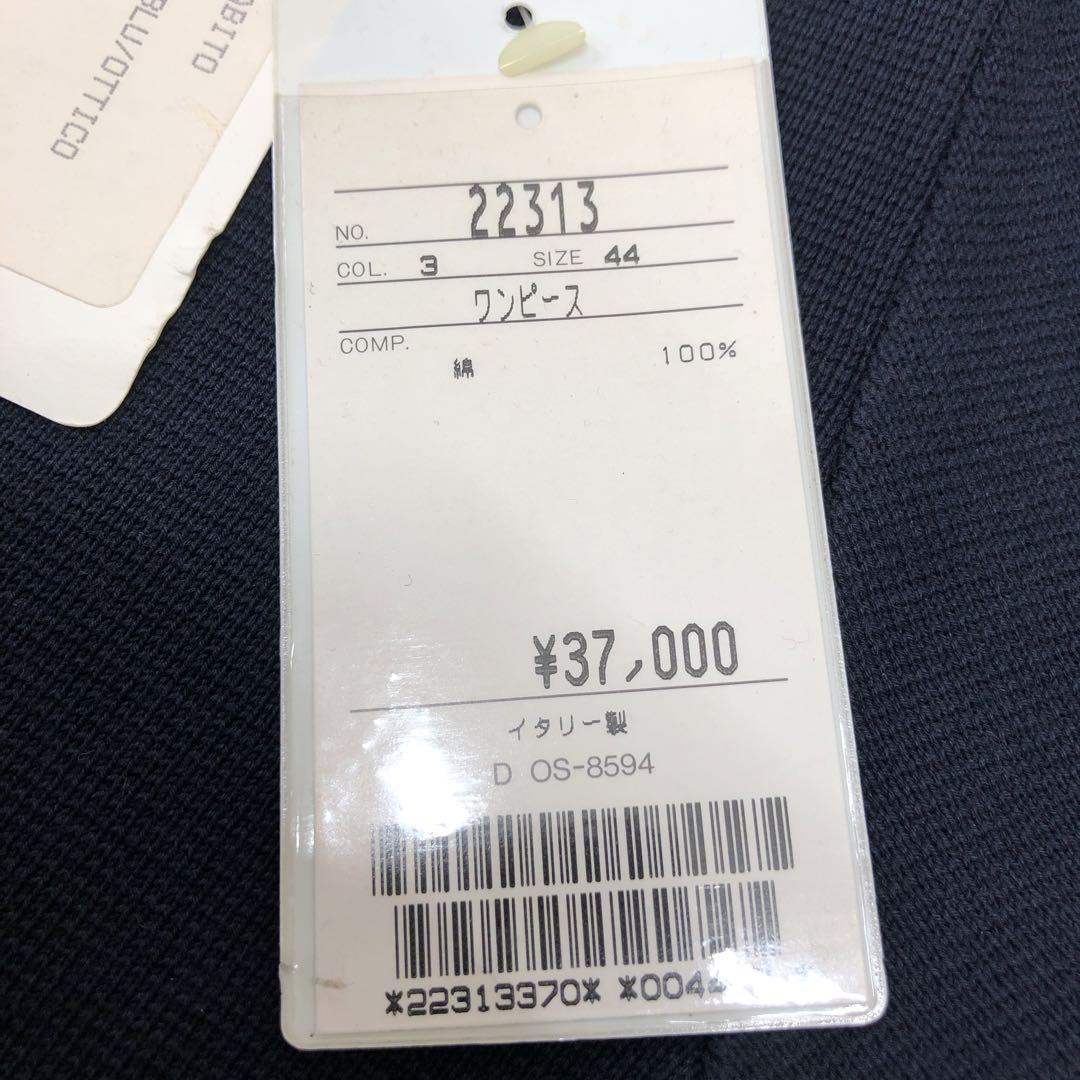 OBITO
BLU/OTTICO
NO. 22313
COL. 3 SIZE 44
ワンピース
COMP.
綿 100%
¥37,000
イタリー製
D OS-8594
*22313370* *004